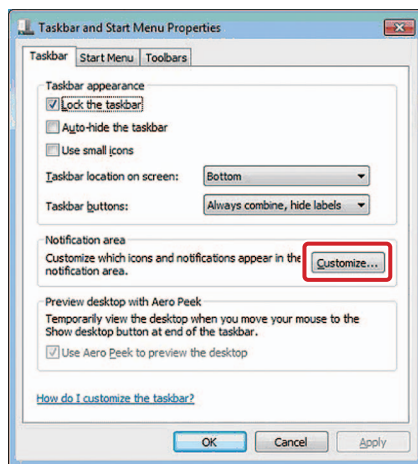 Taskbar and Start Menu Properties
Taskbar
Start Menu
Toolbars
Taskbar appearance
Lock the taskbar
Auto-hide the taskbar
Use small icons
Taskbar location on screen:
Bottom
Taskbar buttons:
Always combine, hide labels
Notification area
Customize which icons and notifications appear in the
notification area.
Customize...
Preview desktop with Aero Peek
Temporarily view the desktop when you move your mouse to the
Show desktop button at end of the taskbar.
Use Aero Peek to preview the desktop
How do I customize the taskbar?
OK
Cancel
Apply